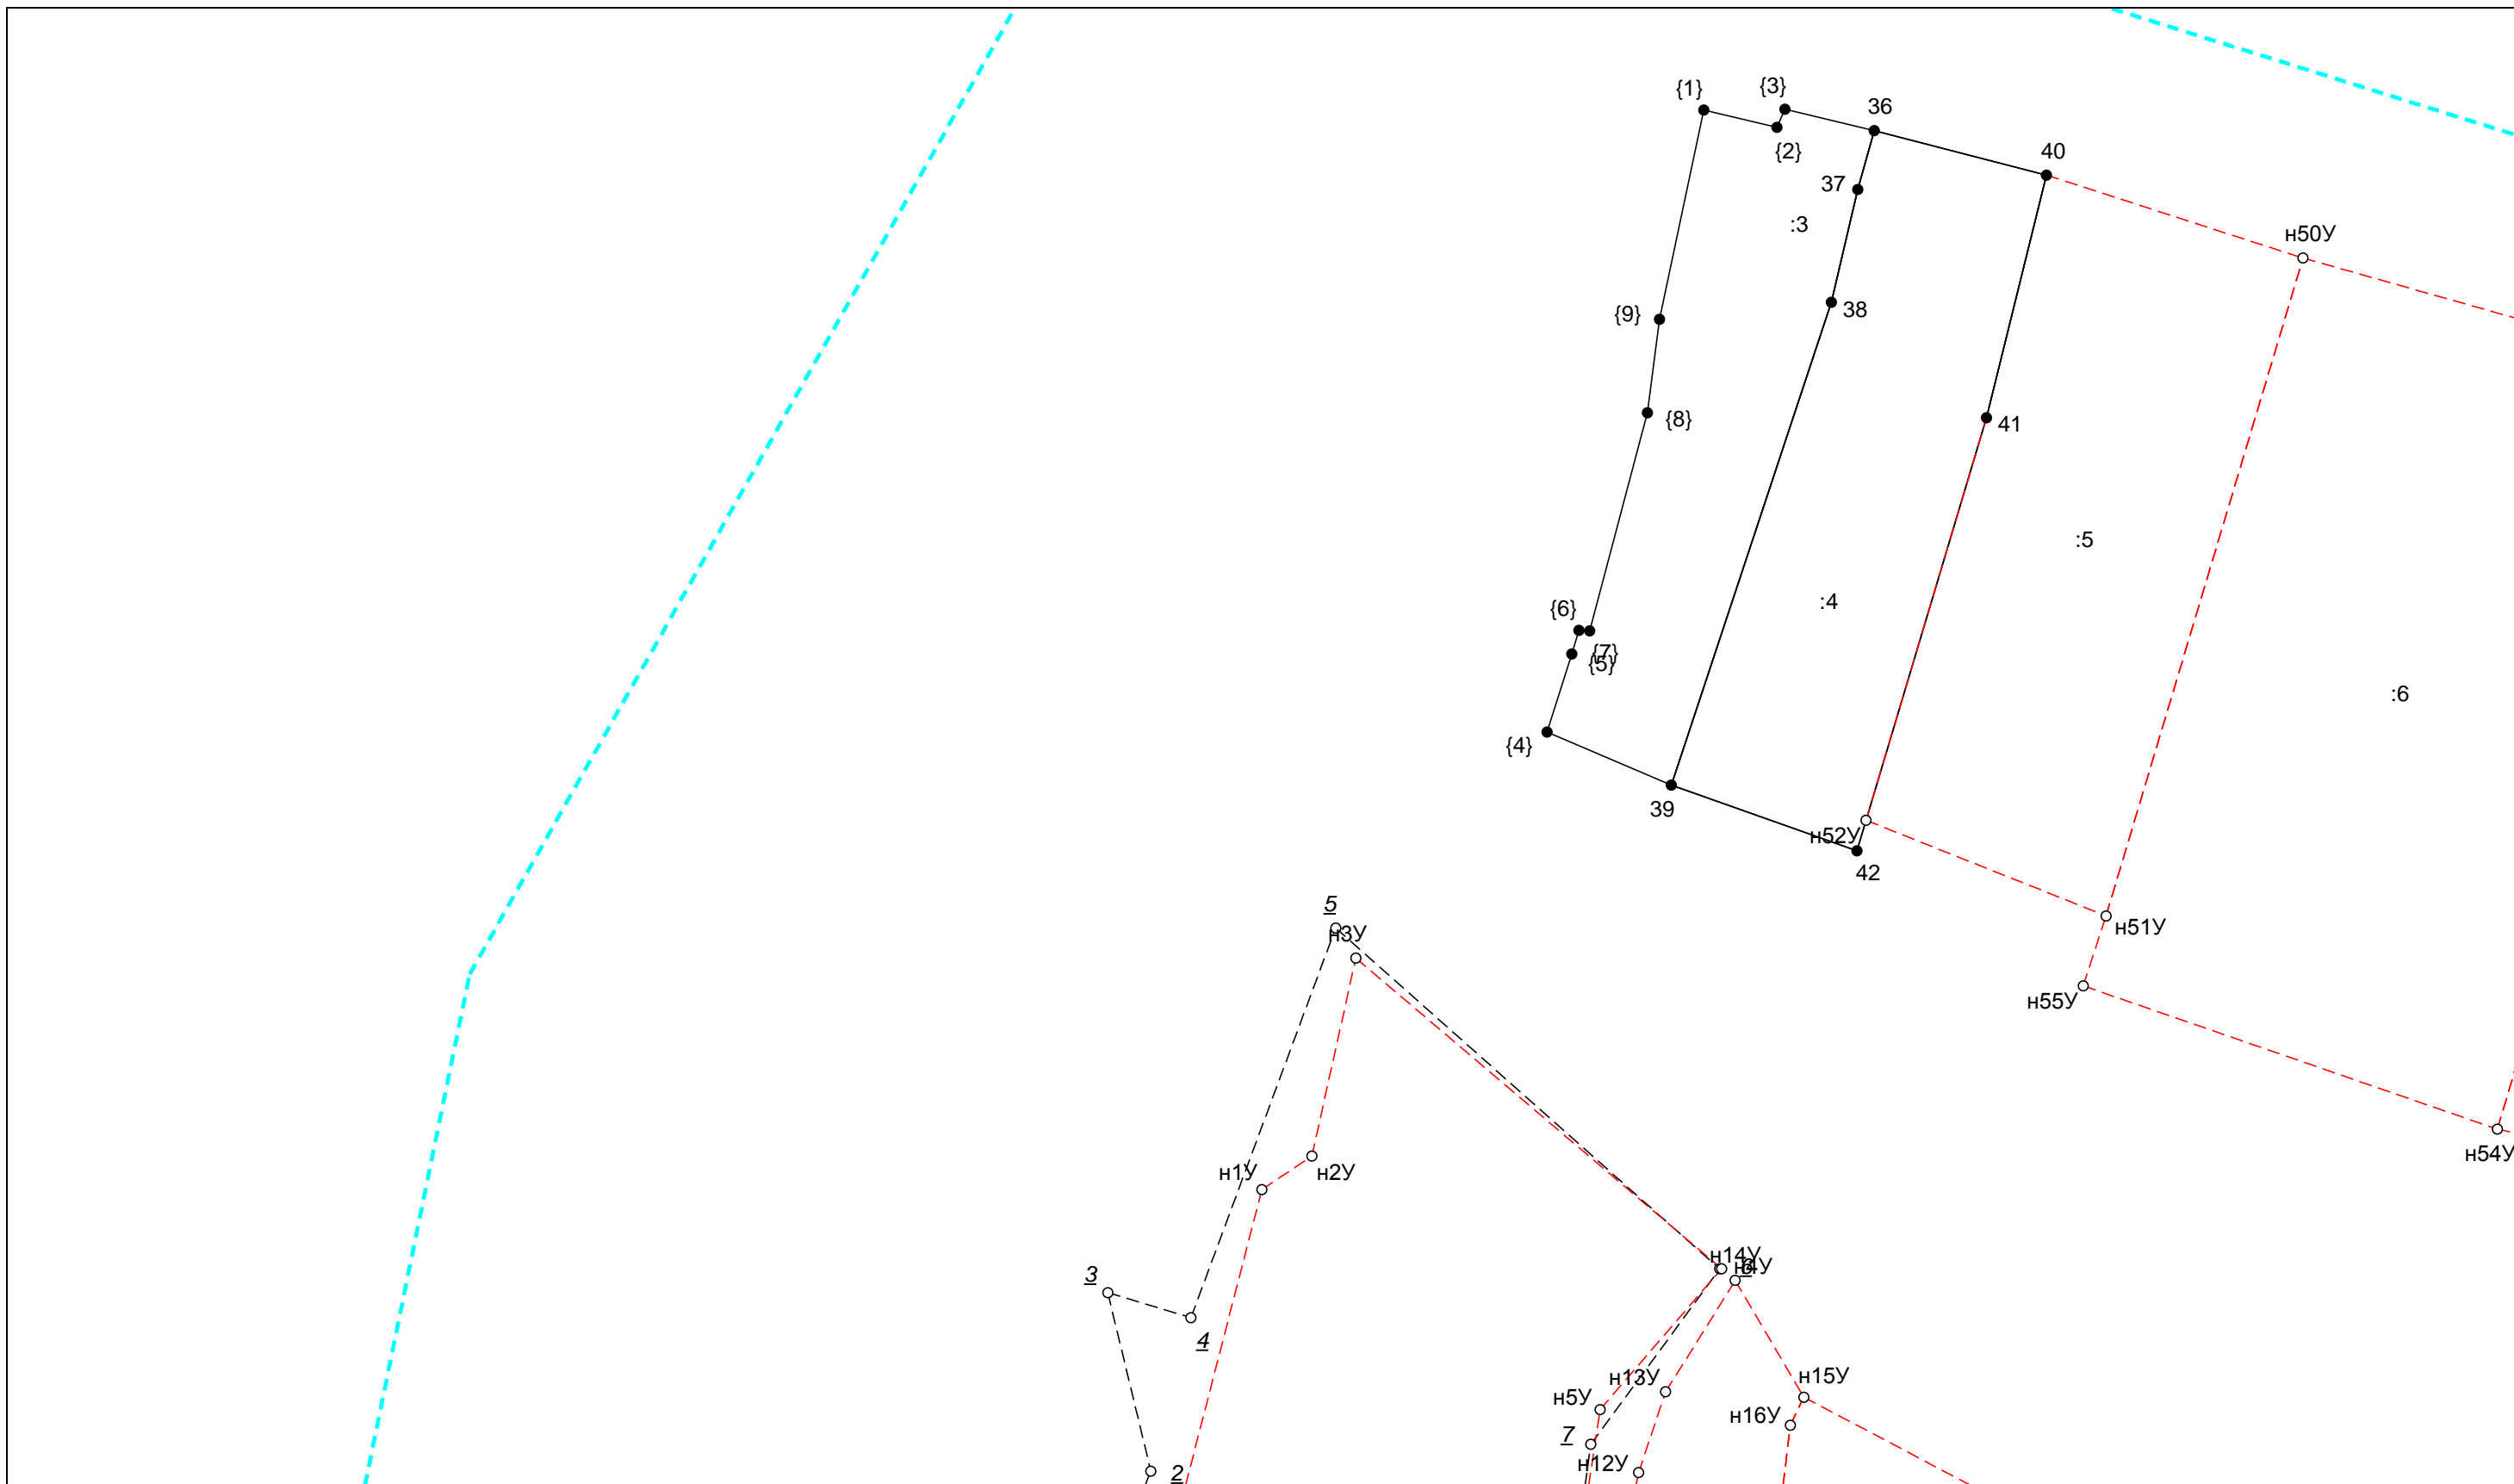 {1}
{3}
36
{2}
40
37
:3
н50У
{9}
38
{8}
41
:5
:4
{6}
{7}
{5}
:6
{4}
39
н52У
42
5
н3У
н51У
н55У
н54У
н1У
н2У
н14У
н4У
6
3
4
н13У
н15У
н5У
н16У
7
н12У
2